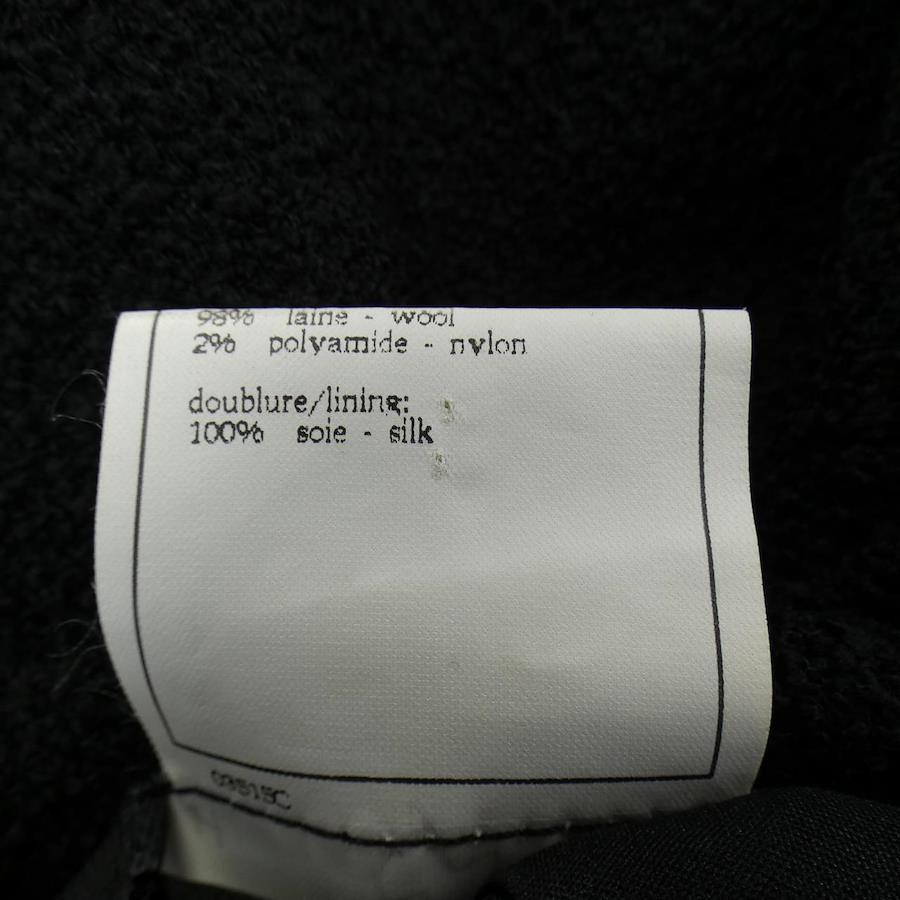 98% laine - wool
2% polyamide - nylon
doublure/lining:
100% soie - silk